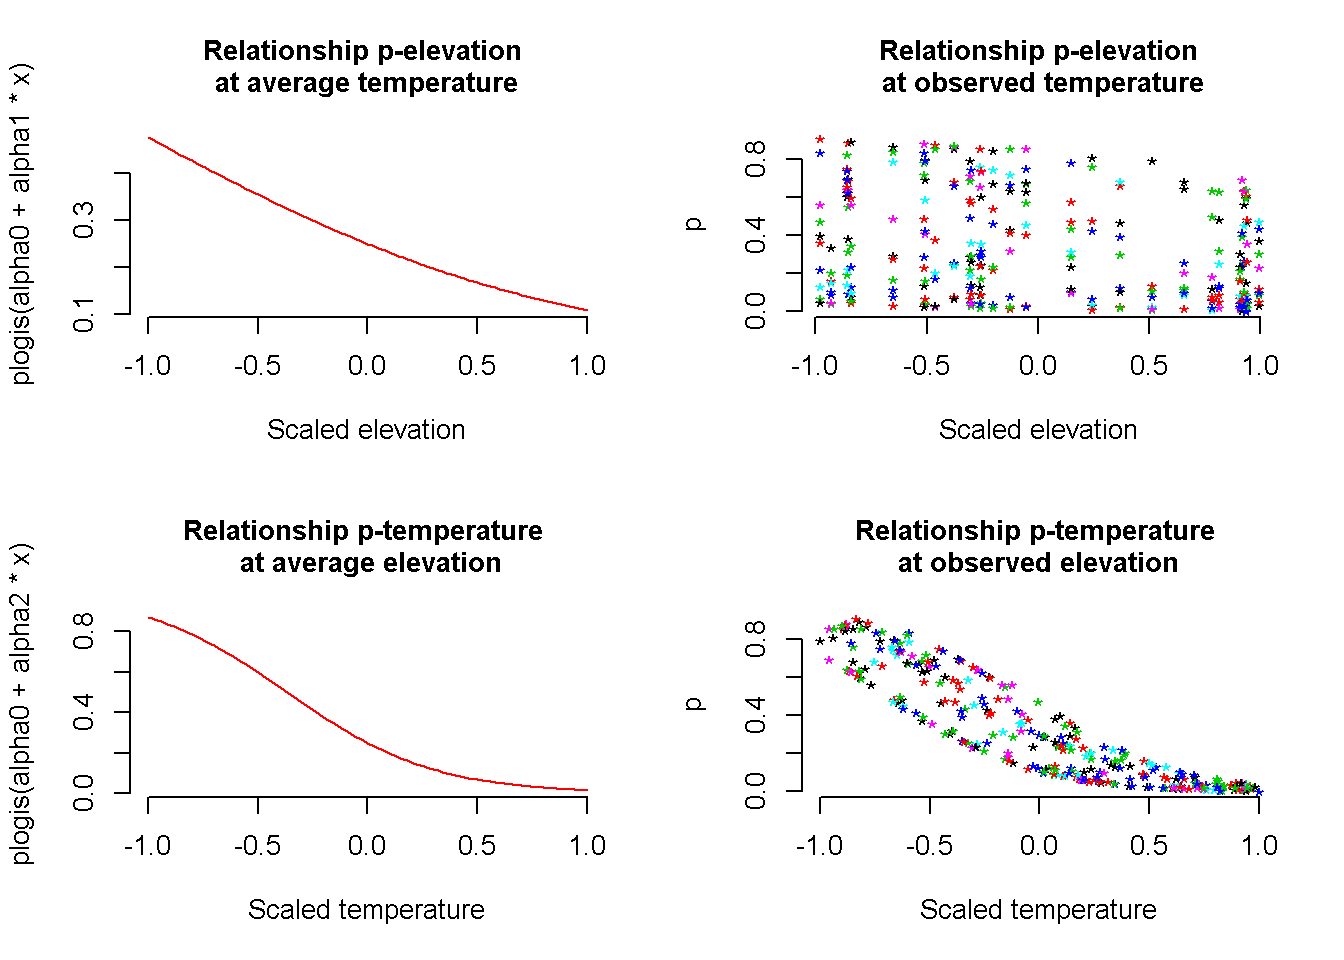 Relationship p-elevation
at average temperature
plogis(alpha0 + alpha1 * x)
0.3
0.1
-1.0 -0.5 0.0 0.5 1.0
Scaled elevation
Relationship p-elevation
at observed temperature
p
0.8
0.4
0.0
-1.0 -0.5 0.0 0.5 1.0
Scaled elevation
Relationship p-temperature
at average elevation
plogis(alpha0 + alpha2 * x)
0.8
0.4
0.0
-1.0 -0.5 0.0 0.5 1.0
Scaled temperature
Relationship p-temperature
at observed elevation
p
0.8
0.4
0.0
-1.0 -0.5 0.0 0.5 1.0
Scaled temperature